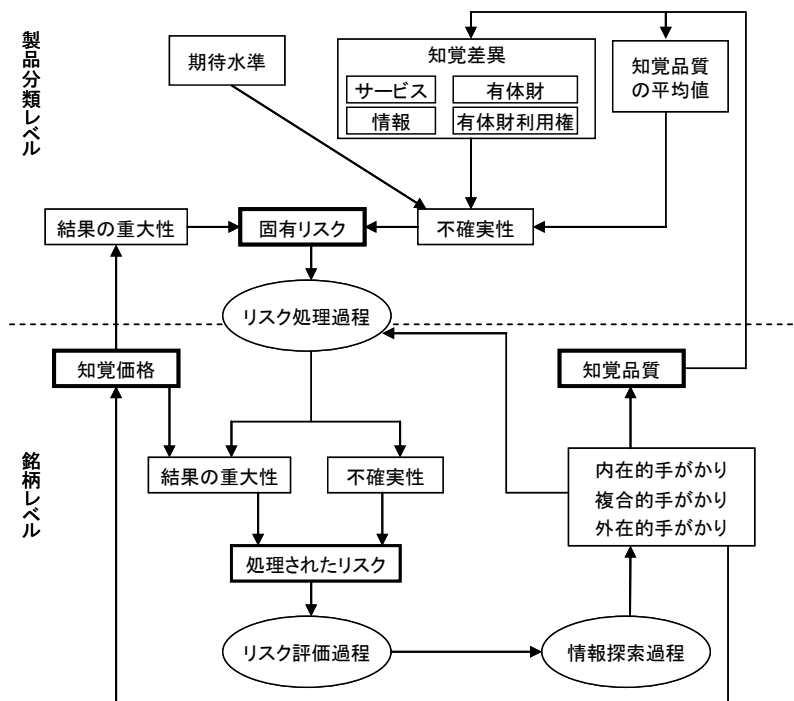 製品分類レベル
期待水準
知覚差異
サービス
有体財
情報
有体財利用権
知覚品質
の平均値
結果の重大性
固有リスク
不確実性
リスク処理過程
銘柄レベル
知覚価格
知覚品質
結果の重大性
不確実性
内在的手がかり
複合的手がかり
外在的手がかり
処理されたリスク
リスク評価過程
情報探索過程